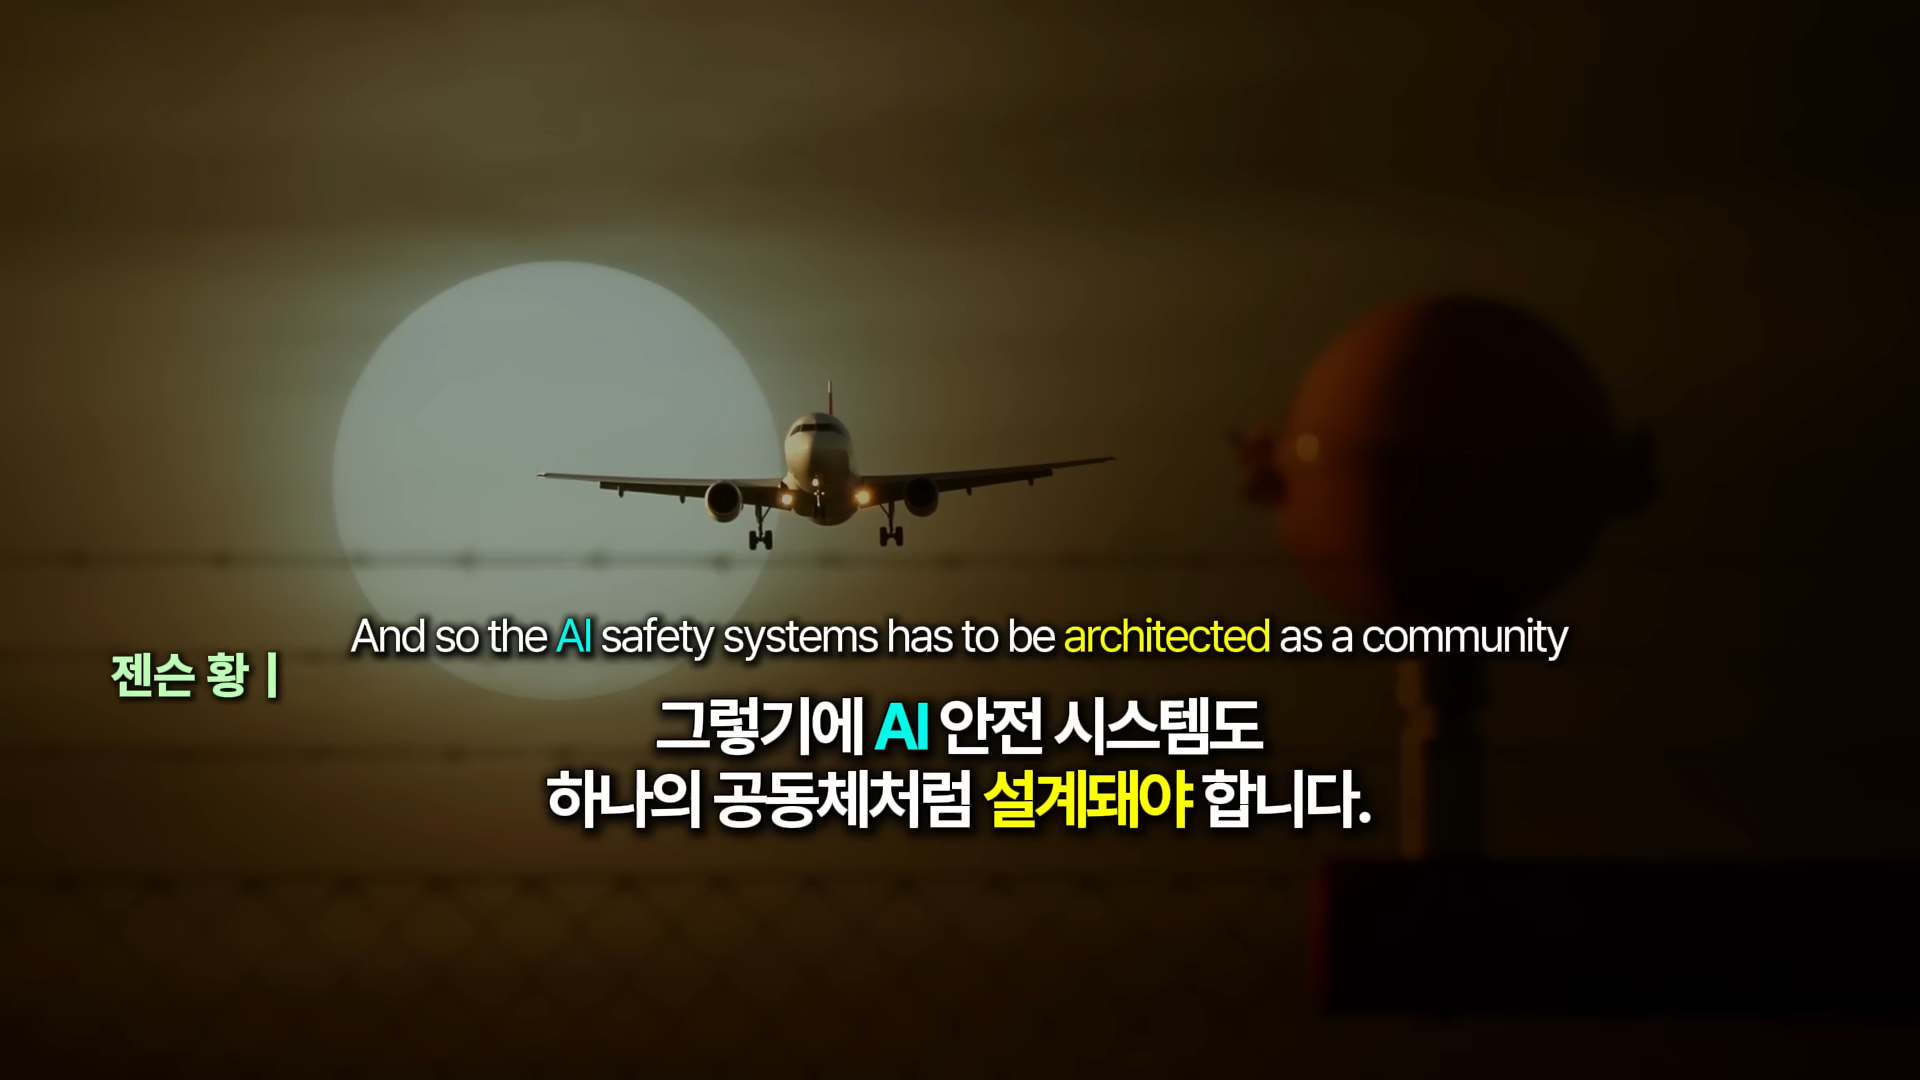 And so the AI safety systems has to be architected as a community
젠슨 황 |
그렇기에 AI 안전 시스템도
하나의 공동체처럼 설계돼야 합니다.